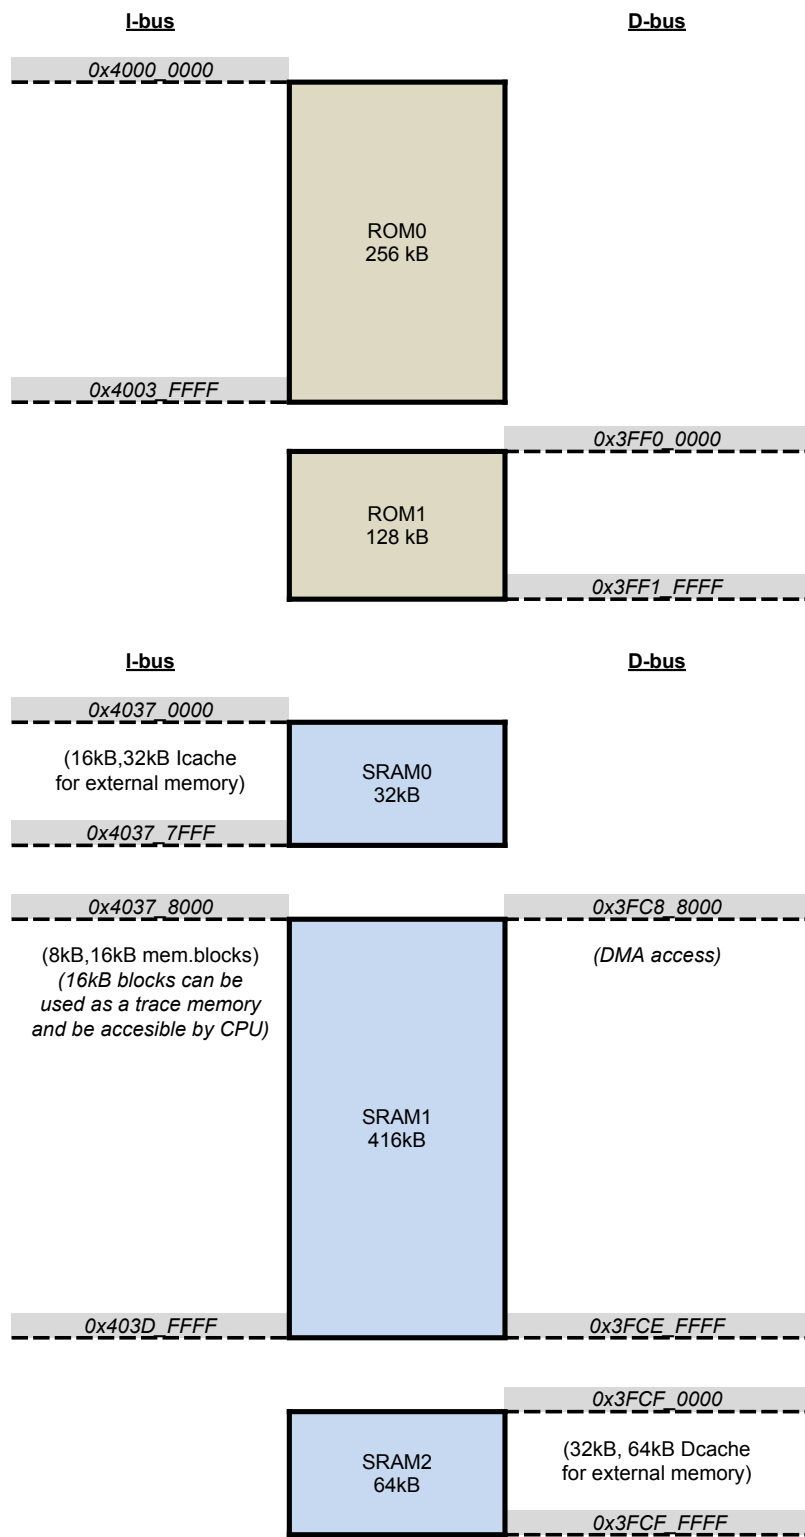 I-bus
D-bus
0x4000_0000
ROM0
256 kB
0x4003_FFFF
0x3FF0_0000
ROM1
128 kB
0x3FF1_FFFF
I-bus
D-bus
0x4037_0000
(16kB,32kB Icache
for external memory)
SRAM0
32kB
0x4037_7FFF
0x4037_8000
0x3FC8_8000
(8kB,16kB mem.blocks)
(16kB blocks can be
used as a trace memory
and be accesible by CPU)
(DMA access)
SRAM1
416kB
0x403D_FFFF
0x3FCE_FFFF
0x3FCF_0000
SRAM2
64kB
(32kB, 64kB Dcache
for external memory)
0x3FCF_FFFF